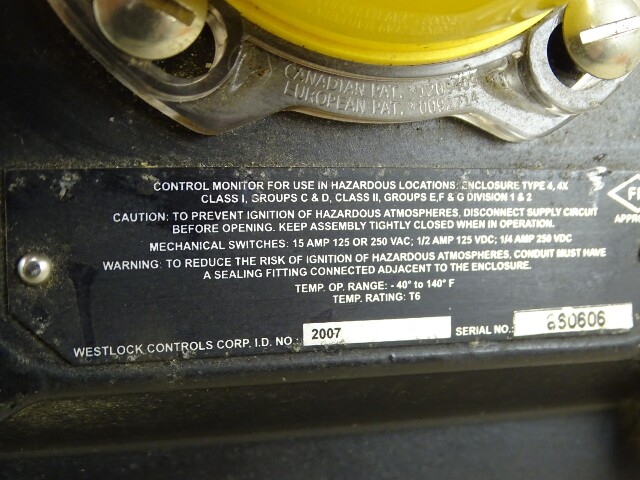 CANADIAN PAT.
EUROPEAN PAT.
CONTROL MONITOR FOR USE IN HAZARDOUS LOCATIONS: ENCLOSURE TYPE 4, 4X
CLASS I, GROUPS C & D, CLASS II, GROUPS E,F & G DIVISION 1 & 2
CAUTION: TO PREVENT IGNITION OF HAZARDOUS ATMOSPHERES, DISCONNECT SUPPLY CIRCUIT
BEFORE OPENING. KEEP ASSEMBLY TIGHTLY CLOSED WHEN IN OPERATION.
MECHANICAL SWITCHES: 15 AMP 125 OR 250 VAC; 1/2 AMP 125 VDC; 1/4 AMP 250 VDC
WARNING: TO REDUCE THE RISK OF IGNITION OF HAZARDOUS ATMOSPHERES, CONDUIT MUST HAVE
A SEALING FITTING CONNECTED ADJACENT TO THE ENCLOSURE.
TEMP. OP. RANGE: - 40° to 140° F
TEMP. RATING: T6
WESTLOCK CONTROLS CORP. I.D. NO.: 2007 SERIAL NO.: 6S0606